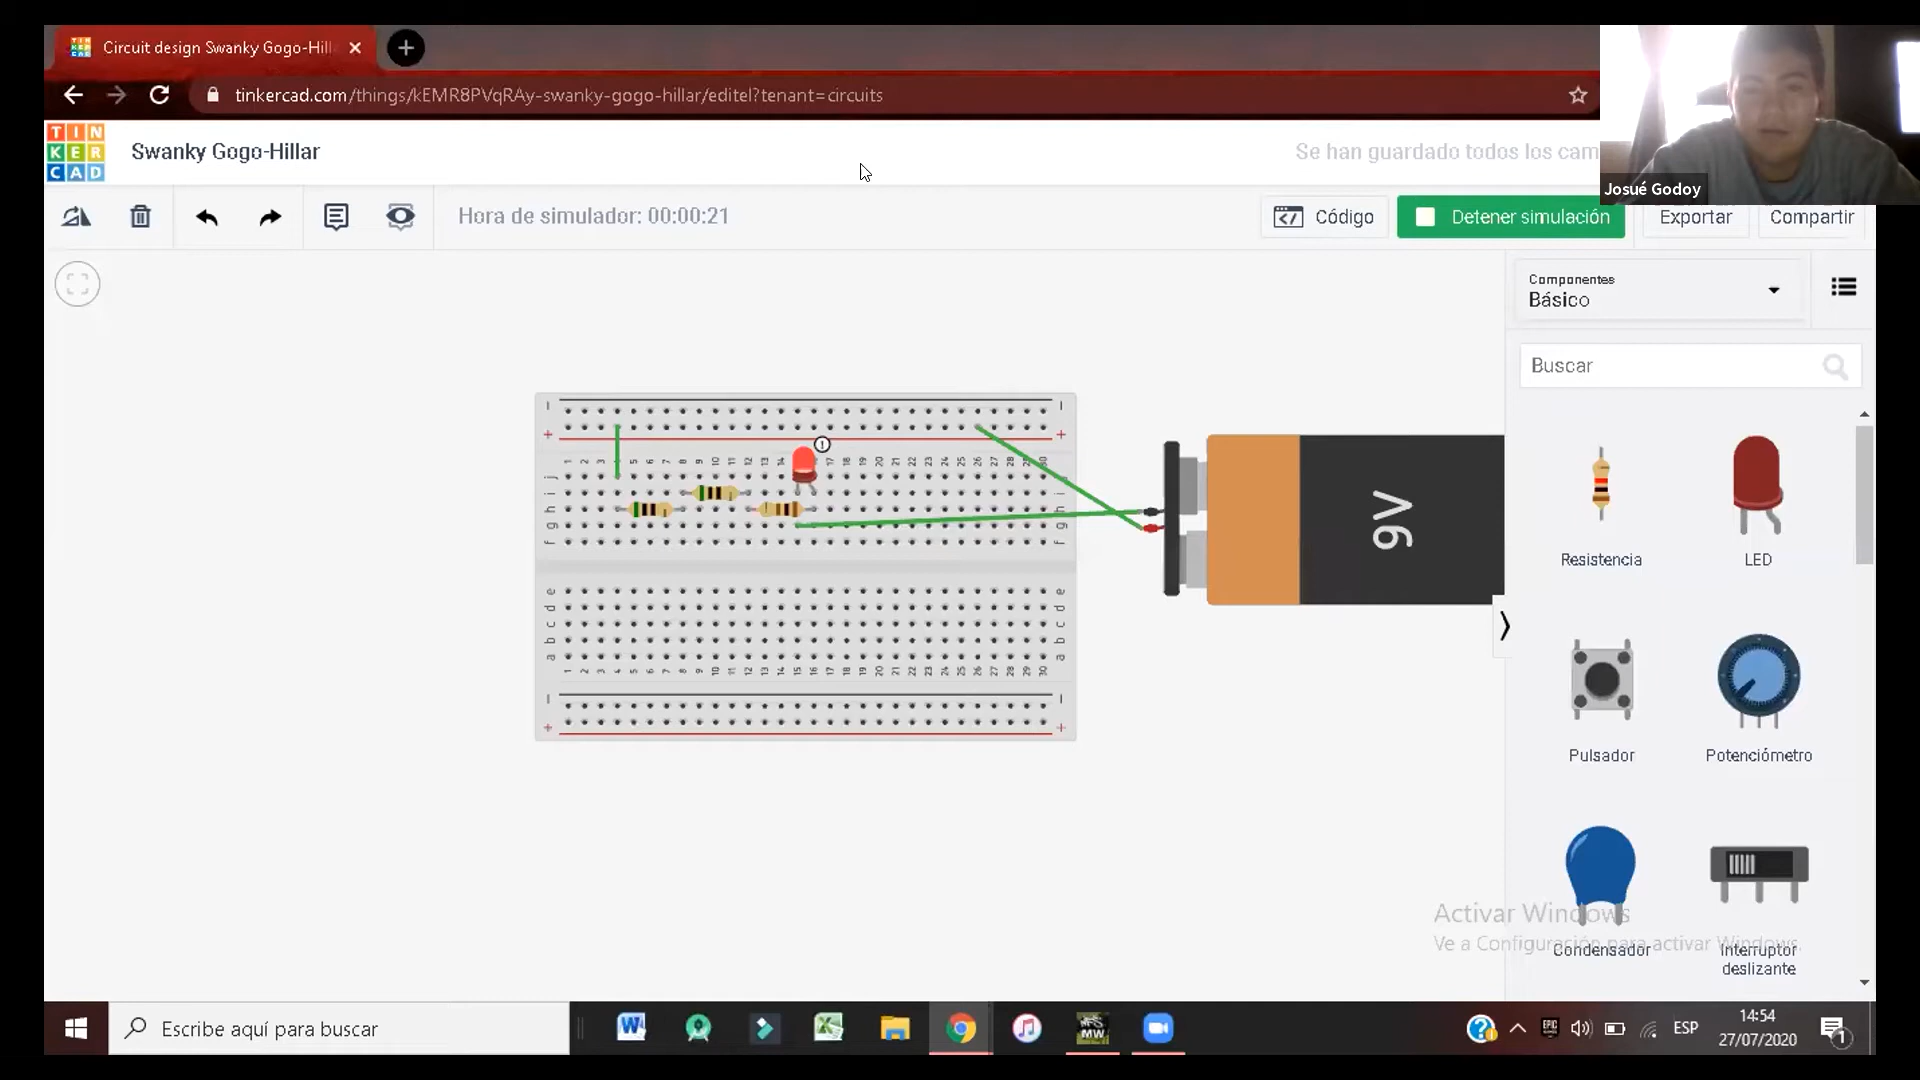 Circuit design Swanky Gogo-Hill
tinkercad.com/things/kEMR8PVqRAy-swanky-gogo-hillar/editel?tenant=circuits
TIN
KER
CAD
Swanky Gogo-Hillar
Se han guardado todos los cam
Josué Godoy
Hora de simulador: 00:00:21
Código
Detener simulación
Exportar
Compartir
Componentes
Básico
Buscar
9V
Resistencia
LED
Pulsador
Potenciómetro
Condensador
Interruptor
deslizante
Activar Windows
Ve a Configuración para activar Windows.
Escribe aquí para buscar
ESP
14:54
27/07/2020
1